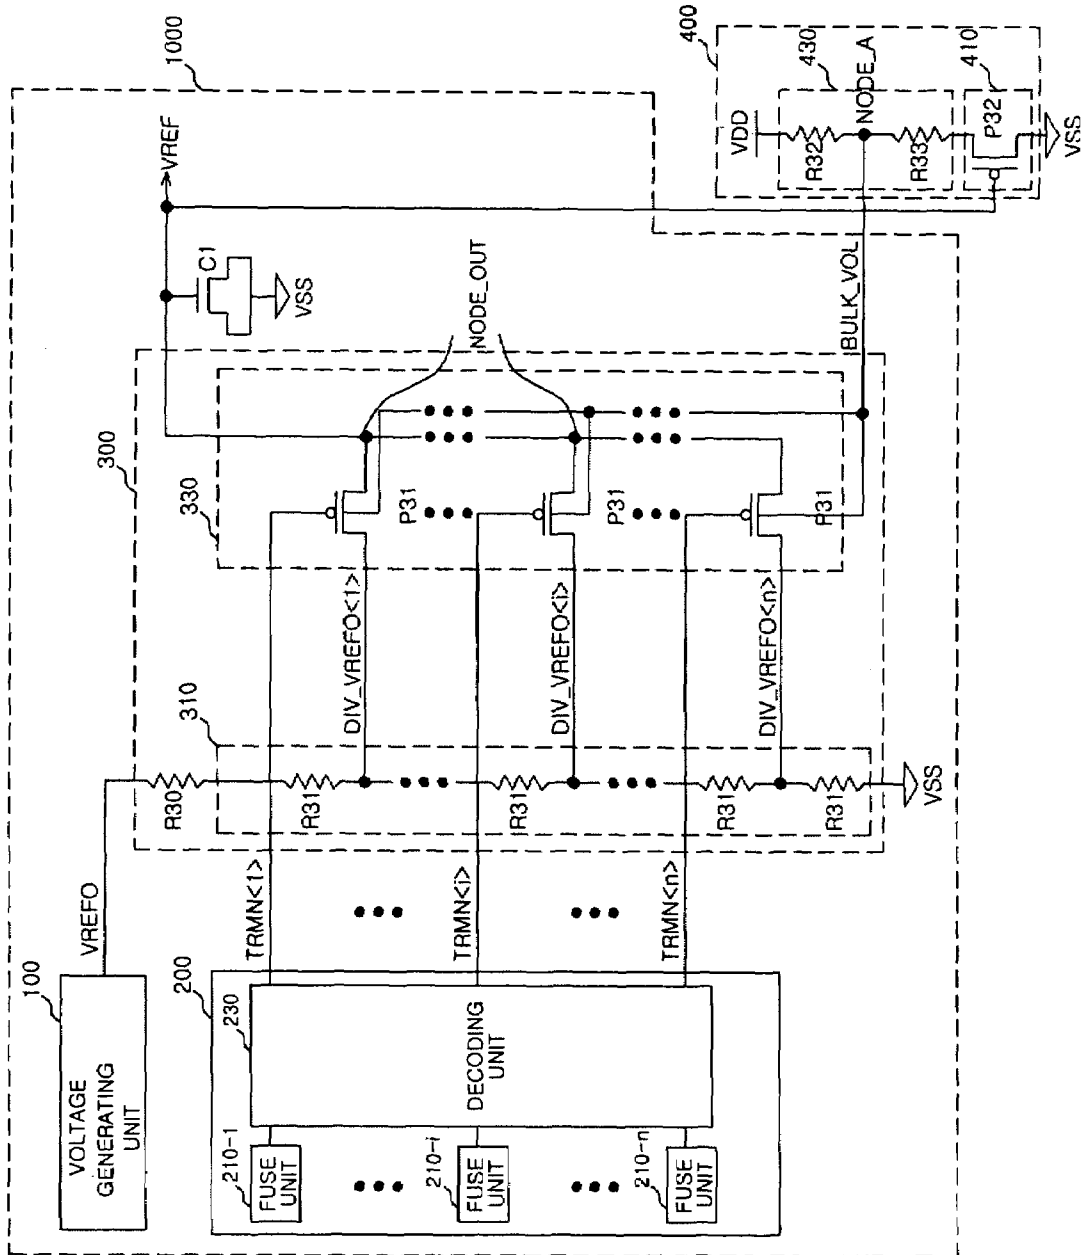 1000
VOLTAGE
GENERATING
UNIT
100
VREFO
200
210-1
FUSE
UNIT
210-i
FUSE
UNIT
210-n
FUSE
UNIT
230
DECODING
UNIT
TRMN<1>
TRMN<i>
TRMN<n>
300
R30
310
R31
R31
R31
R31
VSS
DIV_VREFO<1>
DIV_VREFO<i>
DIV_VREFO<n>
330
P31
P31
P31
NODE_OUT
C1
VSS
VREF
BULK_VOL
400
VDD
430
R32
NODE_A
R33
410
P32
VSS